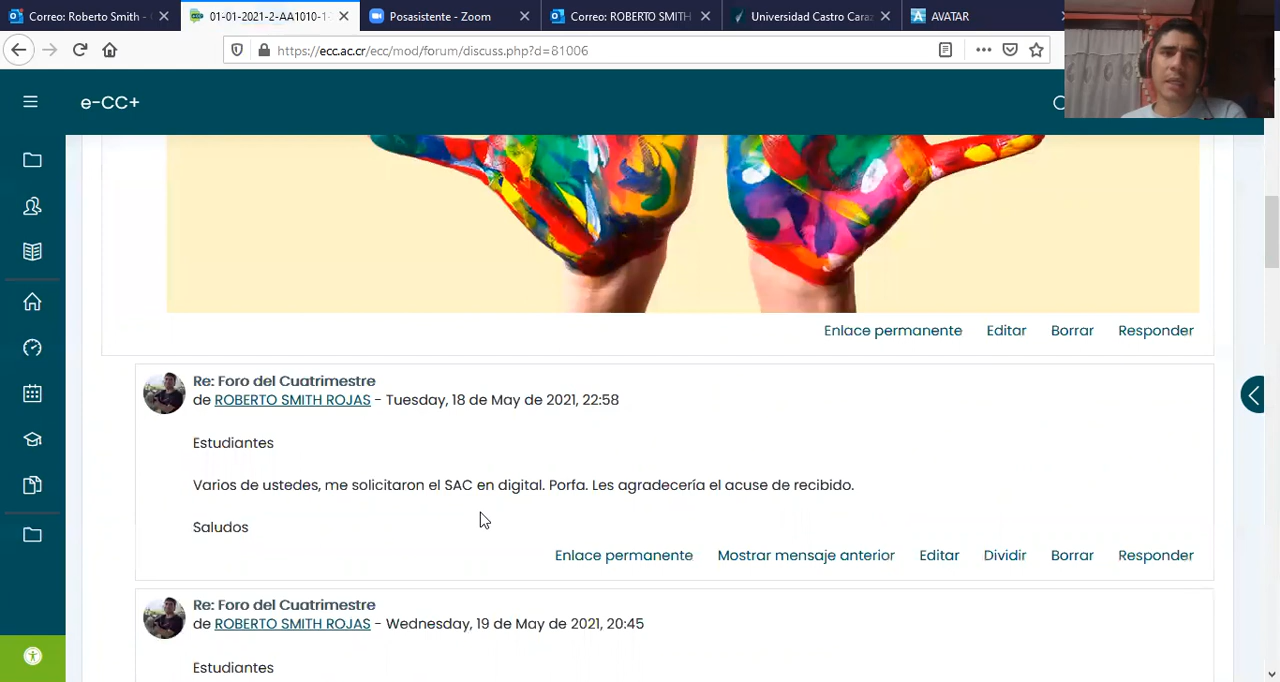 Correo: Roberto Smith -
01-01-2021-2-AA1010-1-
Posasistente - Zoom
Correo: ROBERTO SMITH
Universidad Castro Caraz
AVATAR
https://ecc.ac.cr/ecc/mod/forum/discuss.php?d=81006
e-CC+
Enlace permanente Editar Borrar Responder
Re: Foro del Cuatrimestre
de ROBERTO SMITH ROJAS - Tuesday, 18 de May de 2021, 22:58
Estudiantes
Varios de ustedes, me solicitaron el SAC en digital. Porfa. Les agradecería el acuse de recibido.
Saludos
Enlace permanente Mostrar mensaje anterior Editar Dividir Borrar Responder
Re: Foro del Cuatrimestre
de ROBERTO SMITH ROJAS - Wednesday, 19 de May de 2021, 20:45
Estudiantes